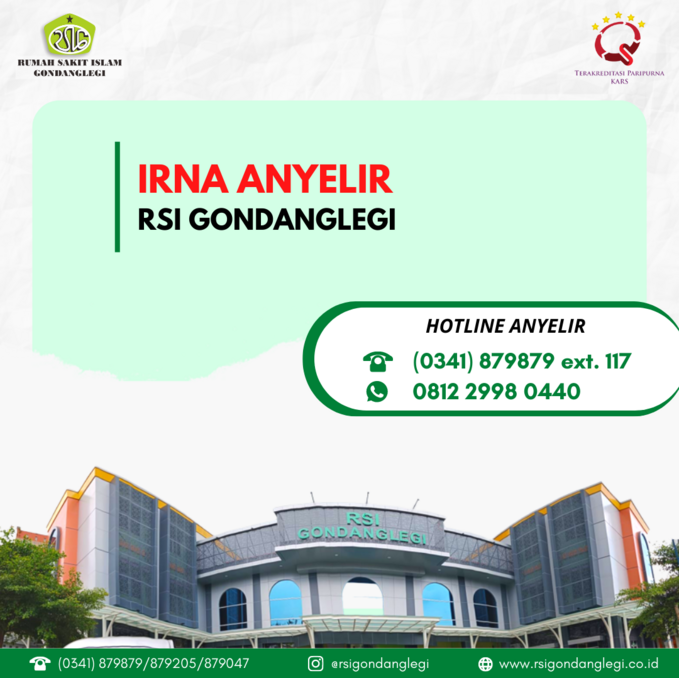 RSIG
RUMAH SAKIT ISLAM
GONDANGLEGI
TERAKREDITASI PARIPURNA
KARS
IRNA ANYELIR
RSI GONDANGLEGI
HOTLINE ANYELIR
(0341) 879879 ext. 117
0812 2998 0440
RSI
GONDANGLEGI
(0341) 879879/879205/879047
@rsigondanglegi
www.rsigondanglegi.co.id